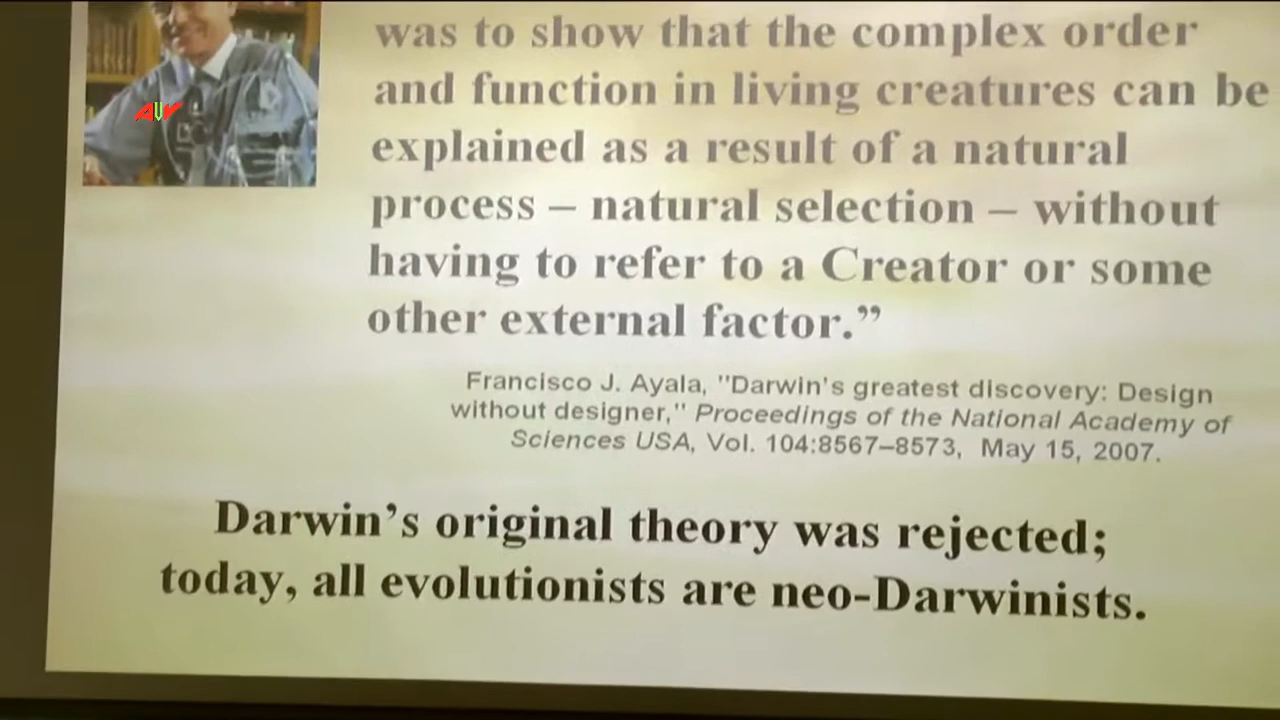 was to show that the complex order
and function in living creatures can be
explained as a result of a natural
process – natural selection – without
having to refer to a Creator or some
other external factor.”
Francisco J. Ayala, "Darwin's greatest discovery: Design
without designer," Proceedings of the National Academy of
Sciences USA, Vol. 104:8567–8573, May 15, 2007.
Darwin’s original theory was rejected;
today, all evolutionists are neo-Darwinists.